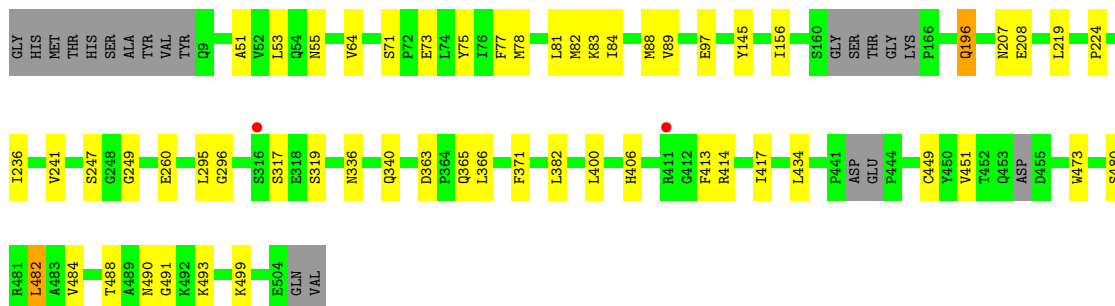 GLY HIS MET THR HIS SER ALA TYR VAL TYR Q9 A51 V52 L53 Q54 N55 V64 S71 P72 E73 L74 Y75 I76 F77 M78 L81 M82 K83 I84 M88 V89 E97 Y145 I156 S160 GLY SER THR GLY LYS P166 Q196 N207 E208 L219 P224
I236 V241 S247 G248 G249 E260 L295 G296 S316 S317 E318 S319 N336 Q340 D363 P364 Q365 L366 F371 L382 L400 H406 R411 G412 F413 R414 I417 L434 P441 ASP GLU P444 C449 Y450 V451 T452 Q453 ASP D455 W473 S480
R481 L482 A483 V484 T488 A489 N490 G491 K492 K493 K499 E504 GLN VAL